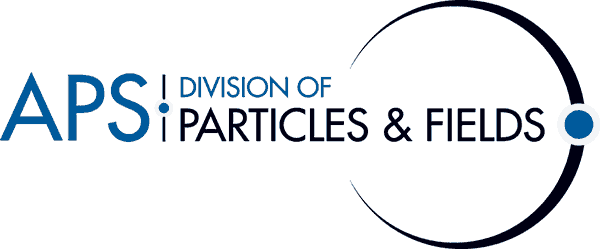 APS
DIVISION OF
PARTICLES & FIELDS